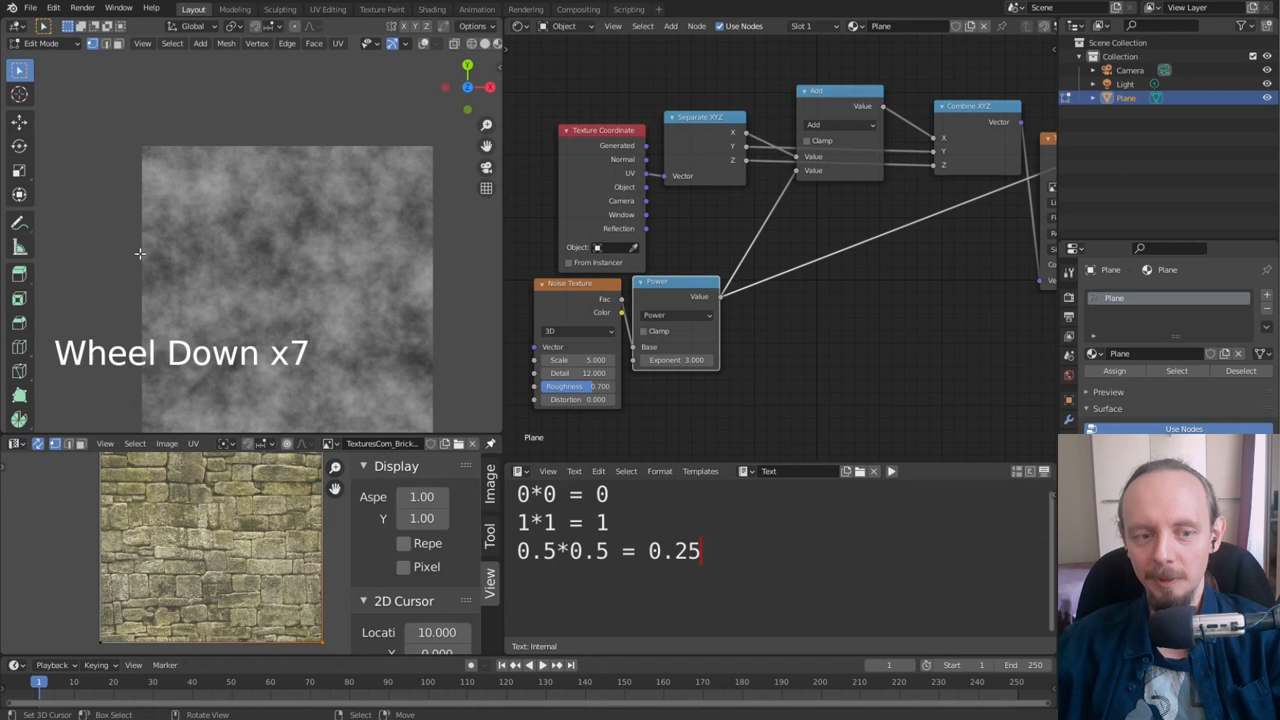 File Edit Render Window Help
Layout Modeling Sculpting UV Editing Texture Paint Shading Animation Rendering Compositing Scripting
Scene
View Layer
Global
Options
Object
View Select Add Node
Use Nodes
Slot 1
Plane
Edit Mode
View Select Add Mesh Vertex Edge Face UV
Scene Collection
Collection
Camera
Light
Plane
Y
X
Z
Texture Coordinate
Generated
Normal
UV
Object
Camera
Window
Reflection
Object:
From Instancer
Separate XYZ
X
Y
Z
Vector
Add
Value
Add
Clamp
Value
Value
Combine XYZ
Vector
X
Y
Z
Noise Texture
Fac
Color
3D
Vector
Scale 5.000
Detail 12.000
Roughness 0.700
Distortion 0.000
Power
Value
Power
Clamp
Base
Exponent 3.000
Plane
Wheel Down x7
Plane
Plane
Plane
Plane
Assign Select Deselect
Preview
Surface
Use Nodes
View Select Image UV
TexturesCom_Brick...
Display
Aspe 1.00
Y 1.00
Repe
Pixel
2D Cursor
Locati 10.000
Image
Tool
View
View Text Edit Select Format Templates
Text
0*0 = 0
1*1 = 1
0.5*0.5 = 0.25
Text: Internal
Playback Keying View Marker
1
Start 1
End 250
1 10 20 30 40 50 60 70 80 90 100 110 120 130 140 150 160 170 180 190 200 210 220 230 240 250
Set 3D Cursor Box Select Rotate View Select Move